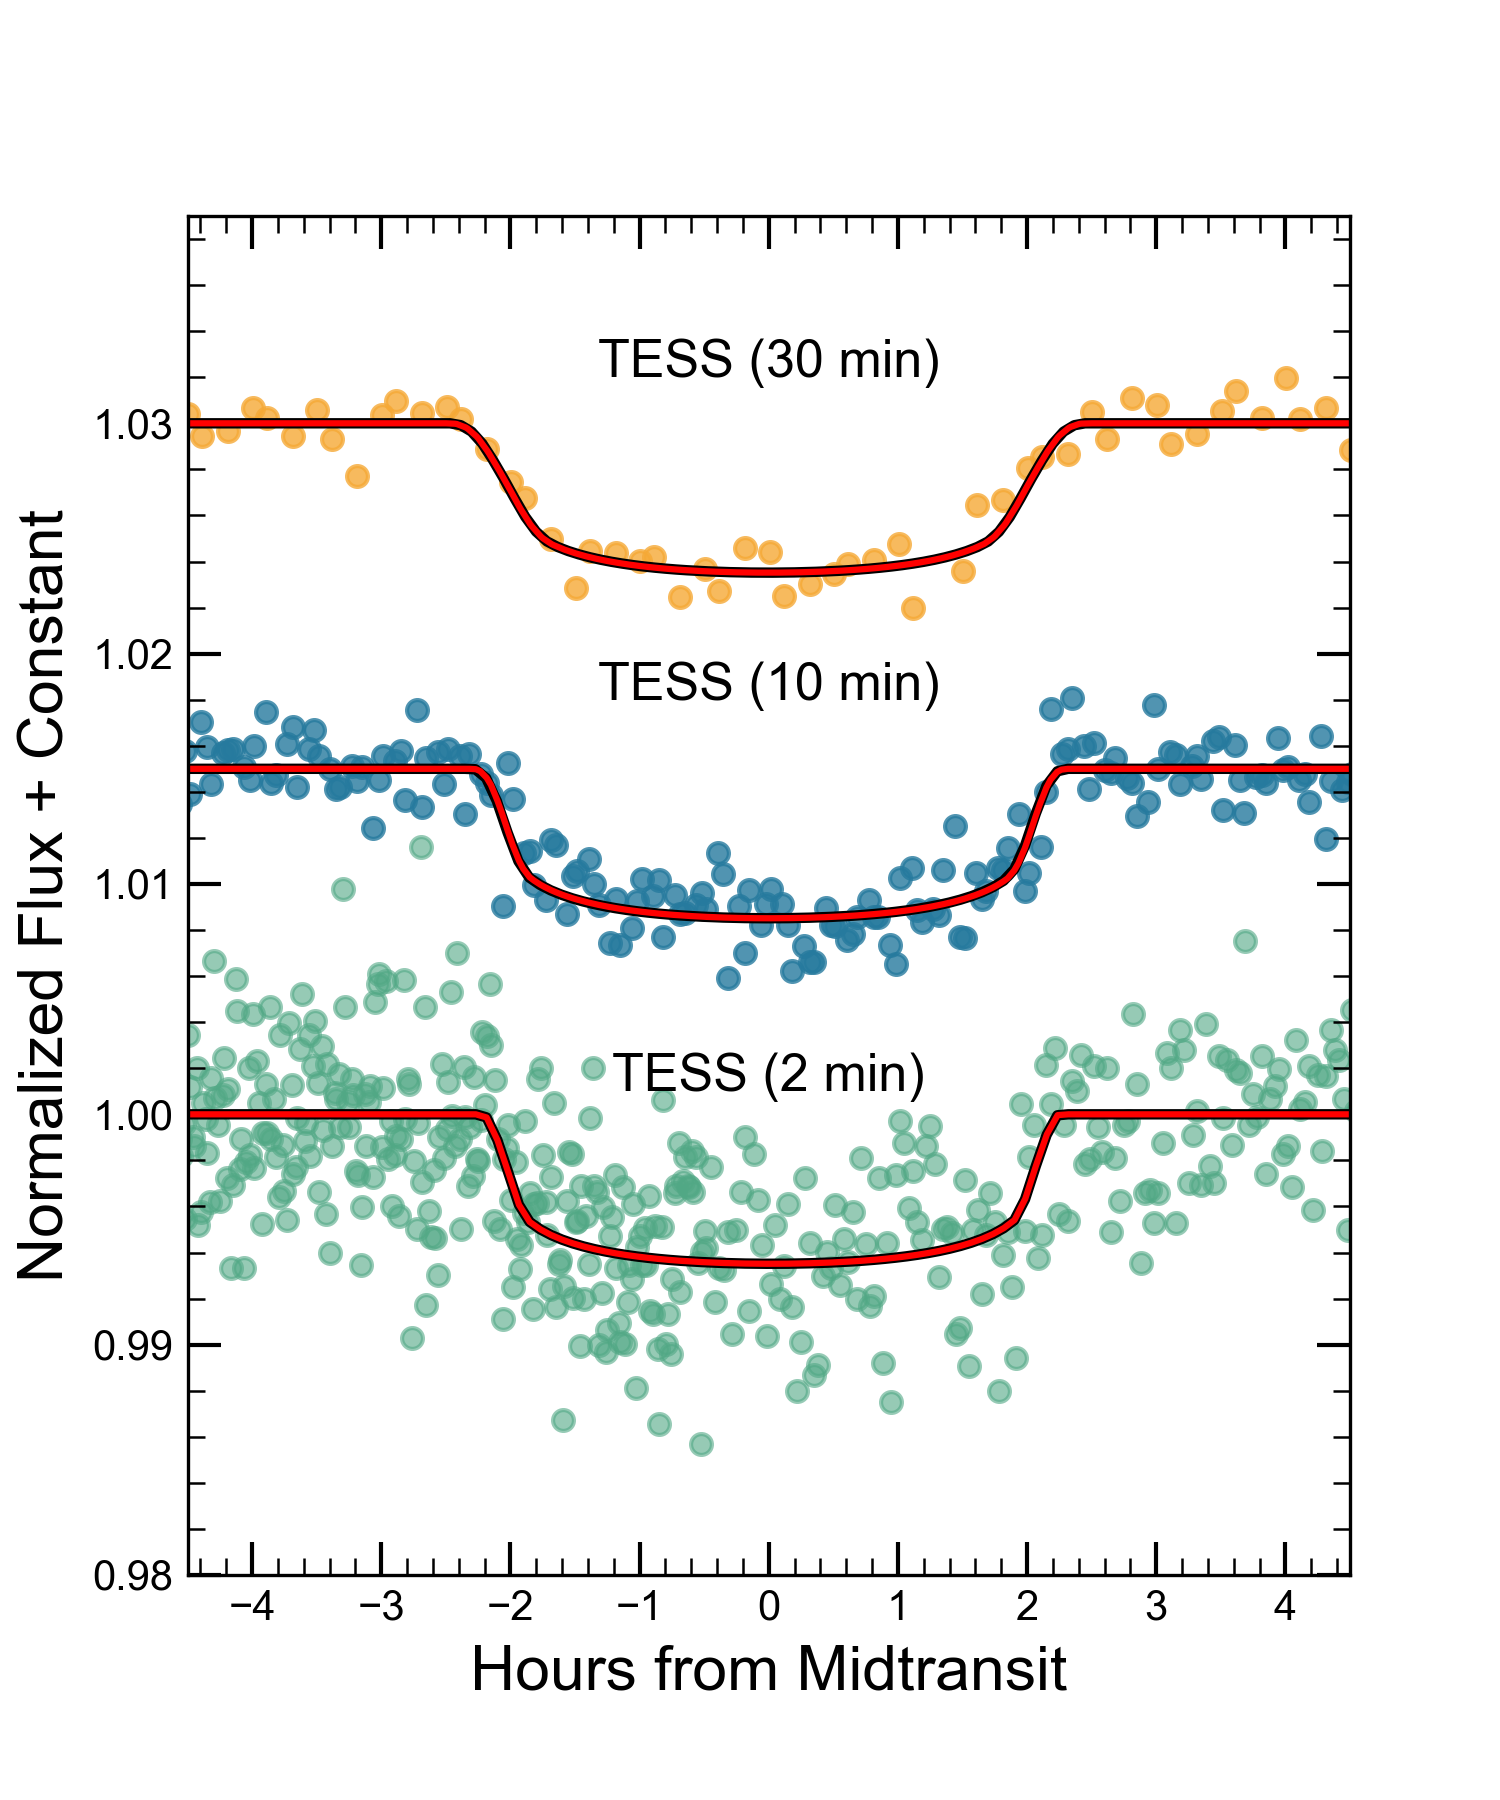 TESS (30 min)
1.03
1.02
TESS (10 min)
1.01
TESS (2 min)
1.00
0.99
0.98
−4 −3 −2 −1 0 1 2 3 4
Hours from Midtransit
Normalized Flux + Constant